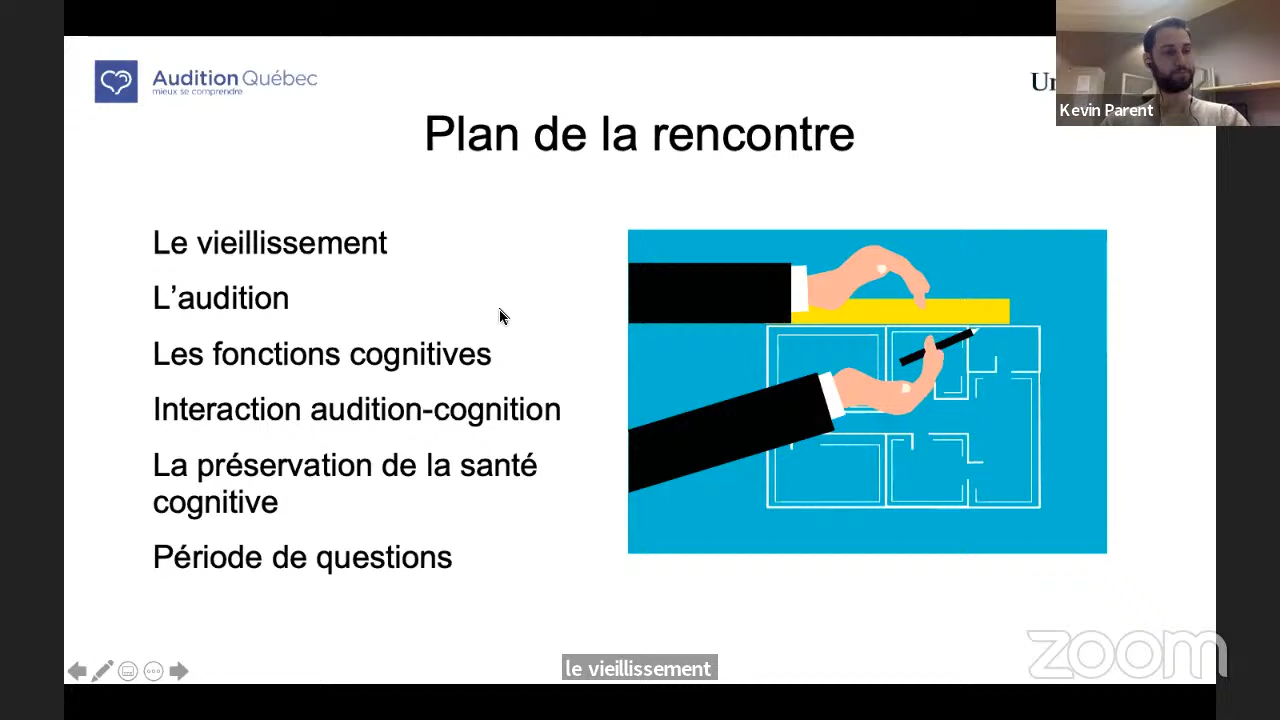 Audition Québec
mieux se comprendre
Kevin Parent
Plan de la rencontre
Le vieillissement
L’audition
Les fonctions cognitives
Interaction audition-cognition
La préservation de la santé
cognitive
Période de questions
le vieillissement
zoom